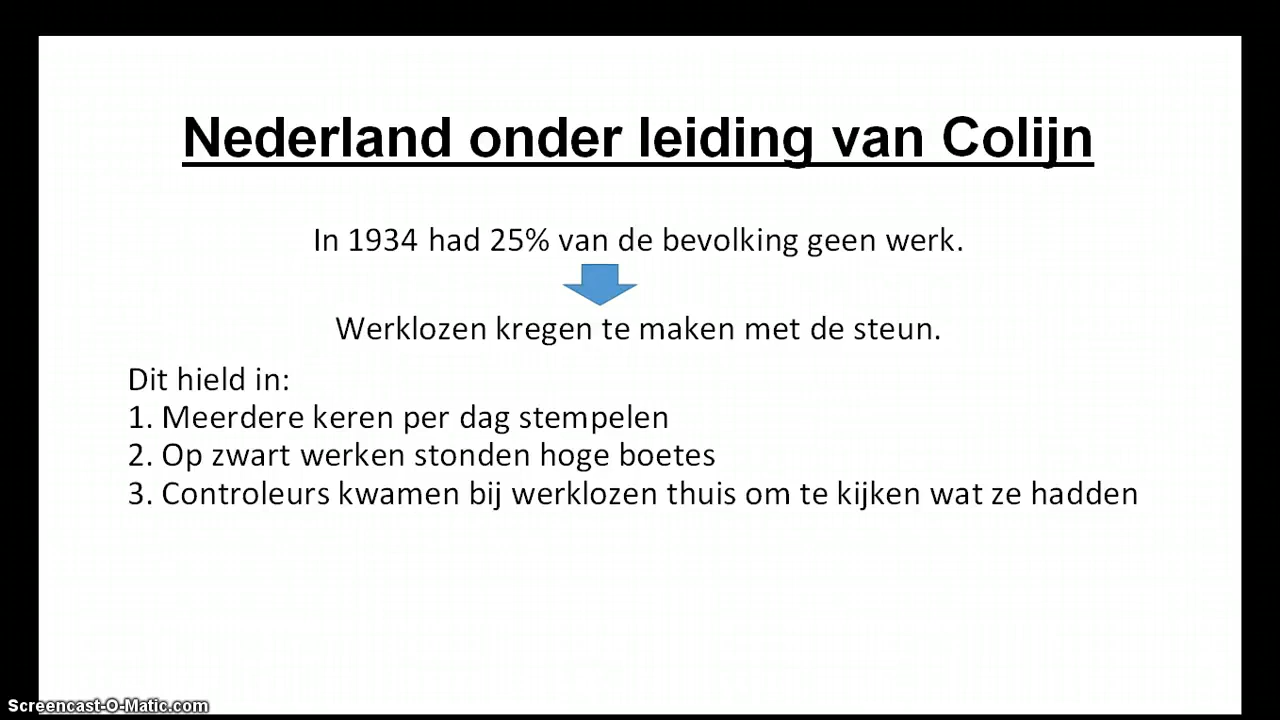 Nederland onder leiding van Colijn
In 1934 had 25% van de bevolking geen werk.
Werklozen kregen te maken met de steun.
Dit hield in:
1. Meerdere keren per dag stempelen
2. Op zwart werken stonden hoge boetes
3. Controleurs kwamen bij werklozen thuis om te kijken wat ze hadden
Screencast-O-Matic.com